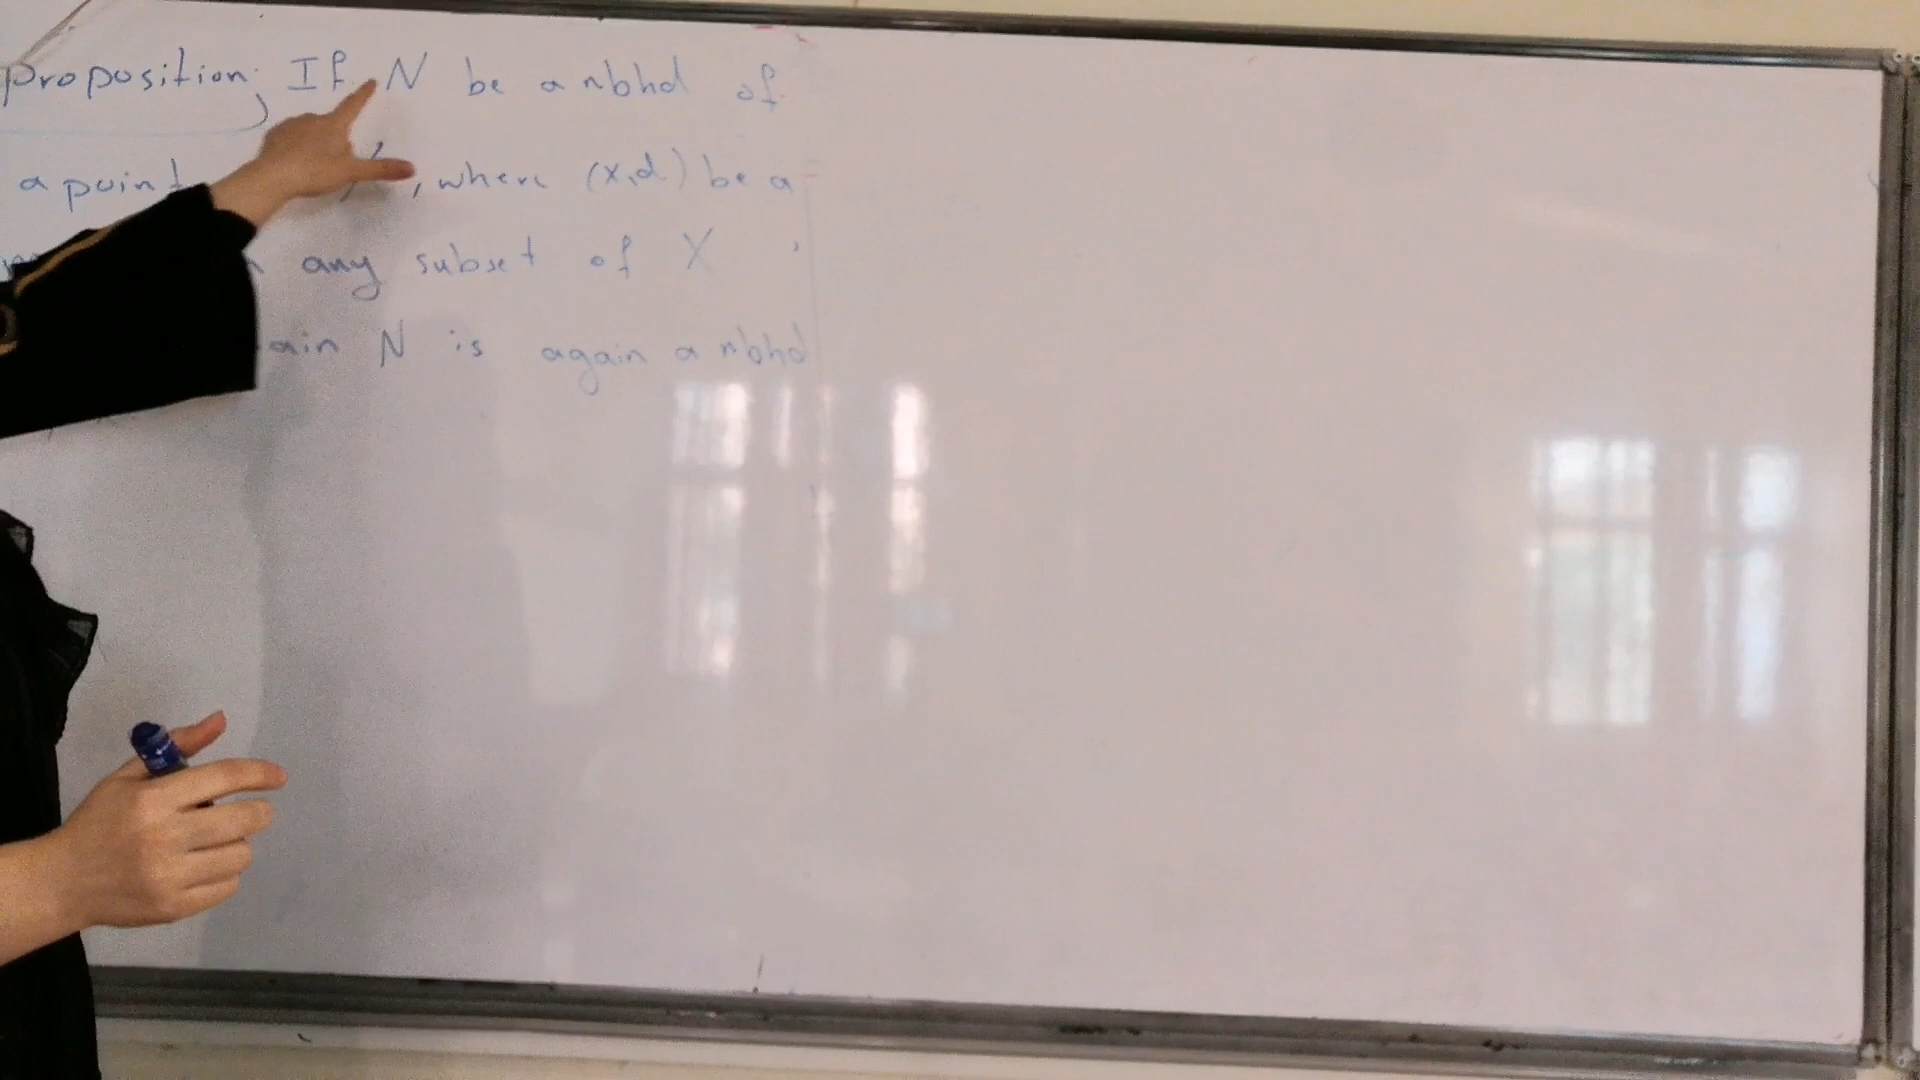 proposition: If N be a nbhd of
a point , where (X,d) be a
any subset of X
N is again a nbhd